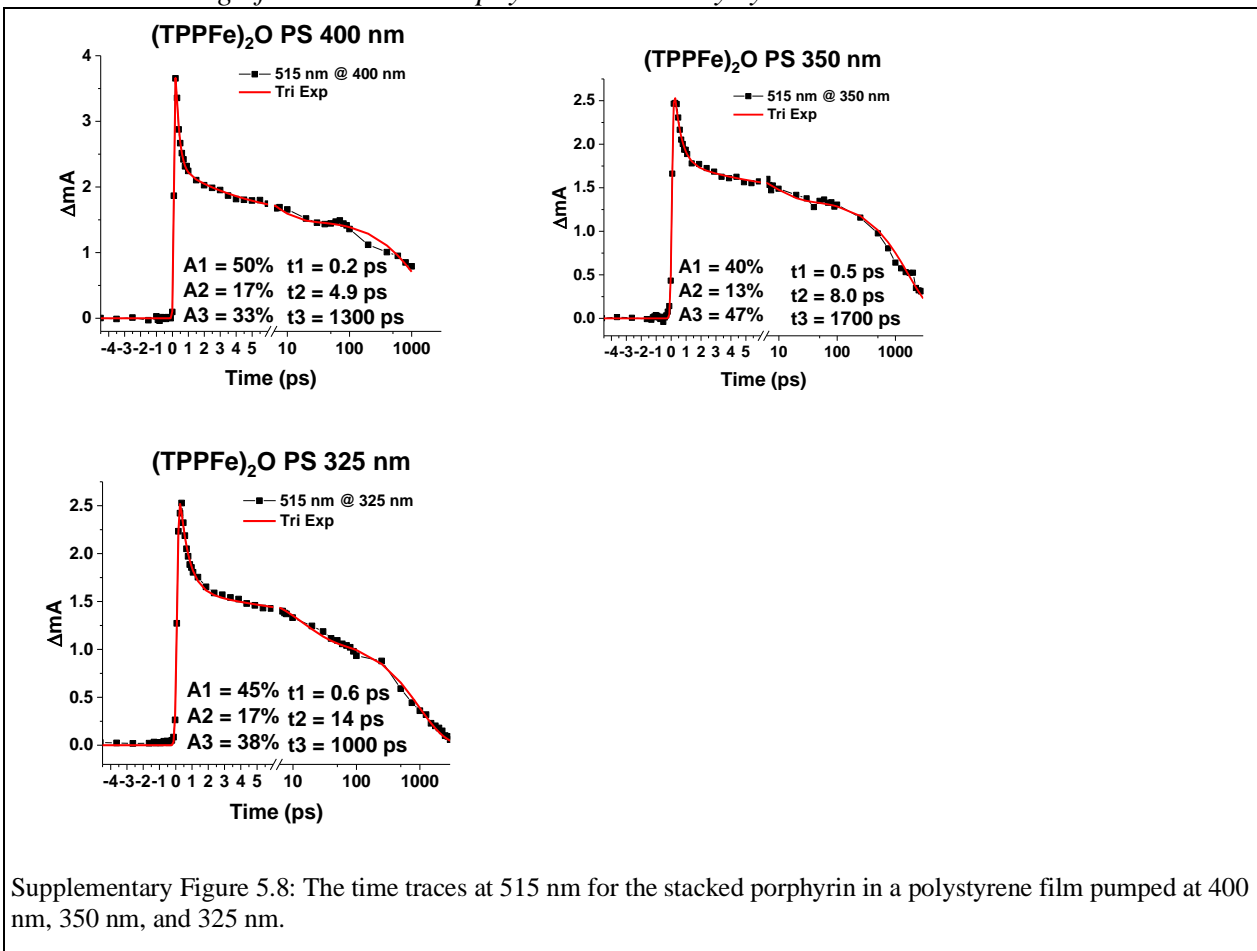 (TPPFe)₂O PS 400 nm
515 nm @ 400 nm
Tri Exp
4
3
2
1
0
ΔmA
A1 = 50% t1 = 0.2 ps
A2 = 17% t2 = 4.9 ps
A3 = 33% t3 = 1300 ps
-4 -3 -2 -1 0 1 2 3 4 5 10 100 1000
Time (ps)
(TPPFe)₂O PS 350 nm
515 nm @ 350 nm
Tri Exp
2.5
2.0
1.5
1.0
0.5
0.0
ΔmA
A1 = 40% t1 = 0.5 ps
A2 = 13% t2 = 8.0 ps
A3 = 47% t3 = 1700 ps
-4 -3 -2 -1 0 1 2 3 4 5 10 100 1000
Time (ps)
(TPPFe)₂O PS 325 nm
515 nm @ 325 nm
Tri Exp
2.5
2.0
1.5
1.0
0.5
0.0
ΔmA
A1 = 45% t1 = 0.6 ps
A2 = 17% t2 = 14 ps
A3 = 38% t3 = 1000 ps
-4 -3 -2 -1 0 1 2 3 4 5 10 100 1000
Time (ps)
Supplementary Figure 5.8: The time traces at 515 nm for the stacked porphyrin in a polystyrene film pumped at 400
nm, 350 nm, and 325 nm.